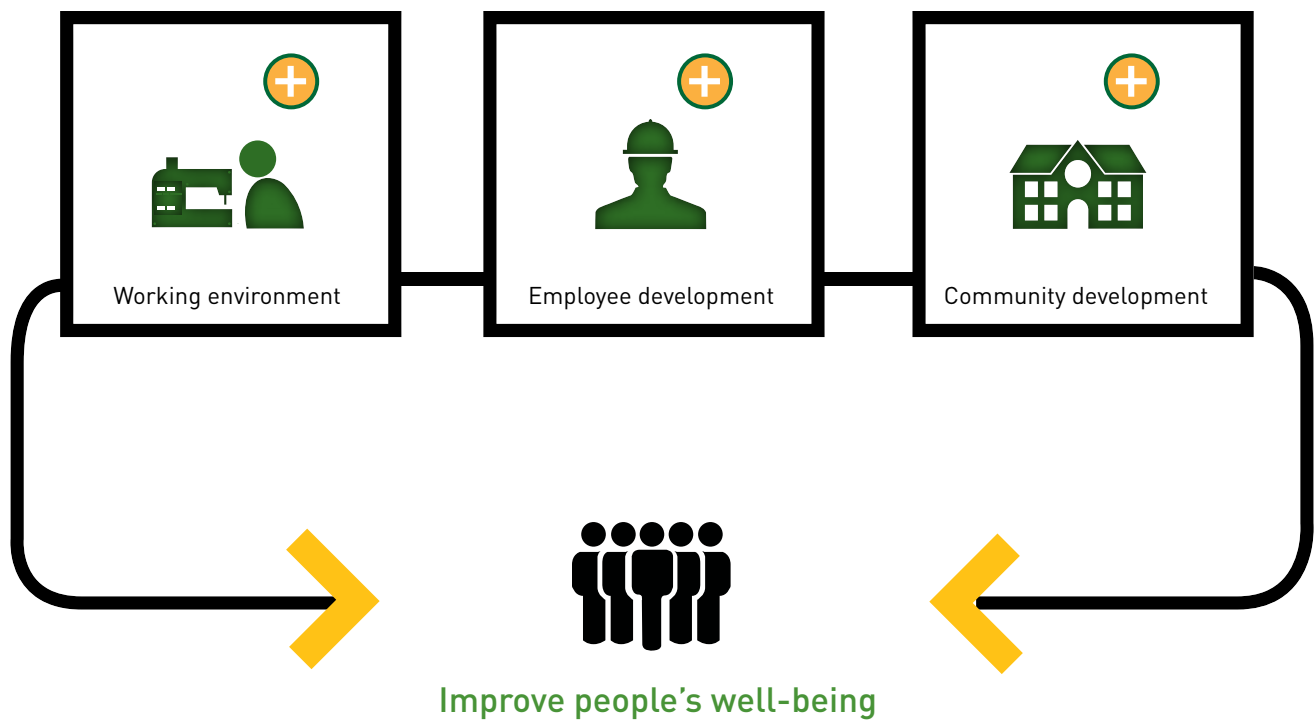 Working environment
Employee development
Community development
Improve people’s well-being